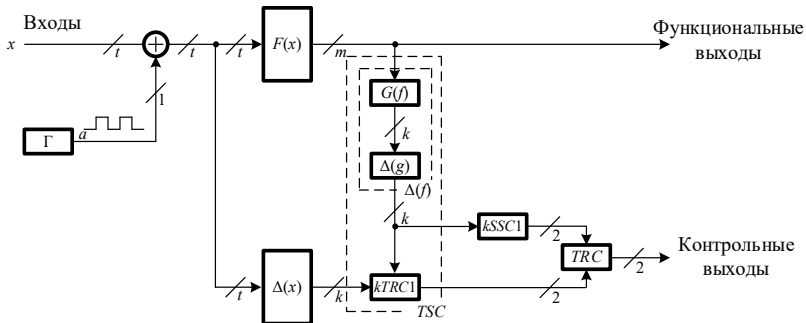 Входы
Функциональные
выходы
x
t
t
t
F(x)
m
1
G(f)
Г
a
k
Δ(g)
Δ(f)
k
kSSC1
2
TRC
2
Контрольные
выходы
t
Δ(x)
k
kTRC1
2
TSC